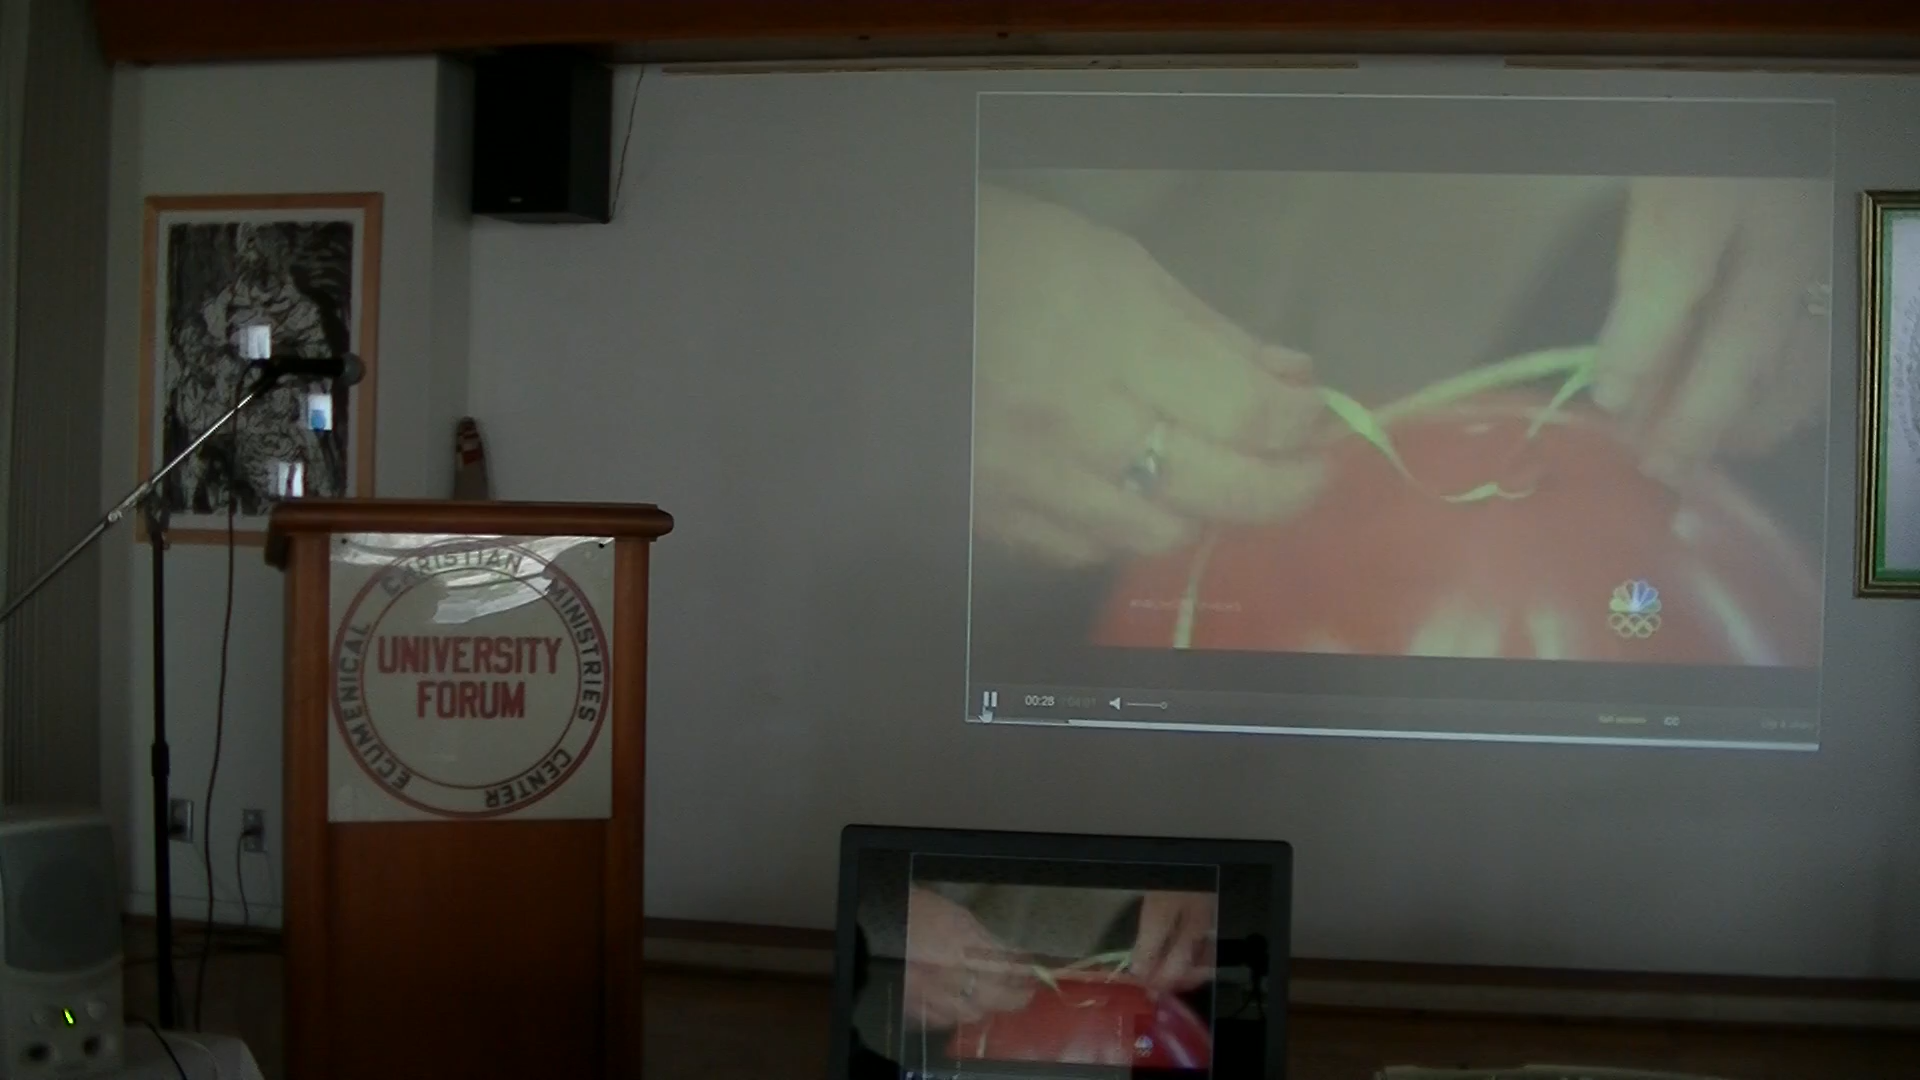 ECUMENICAL CHRISTIAN MINISTRIES CENTER
UNIVERSITY
FORUM
00:28